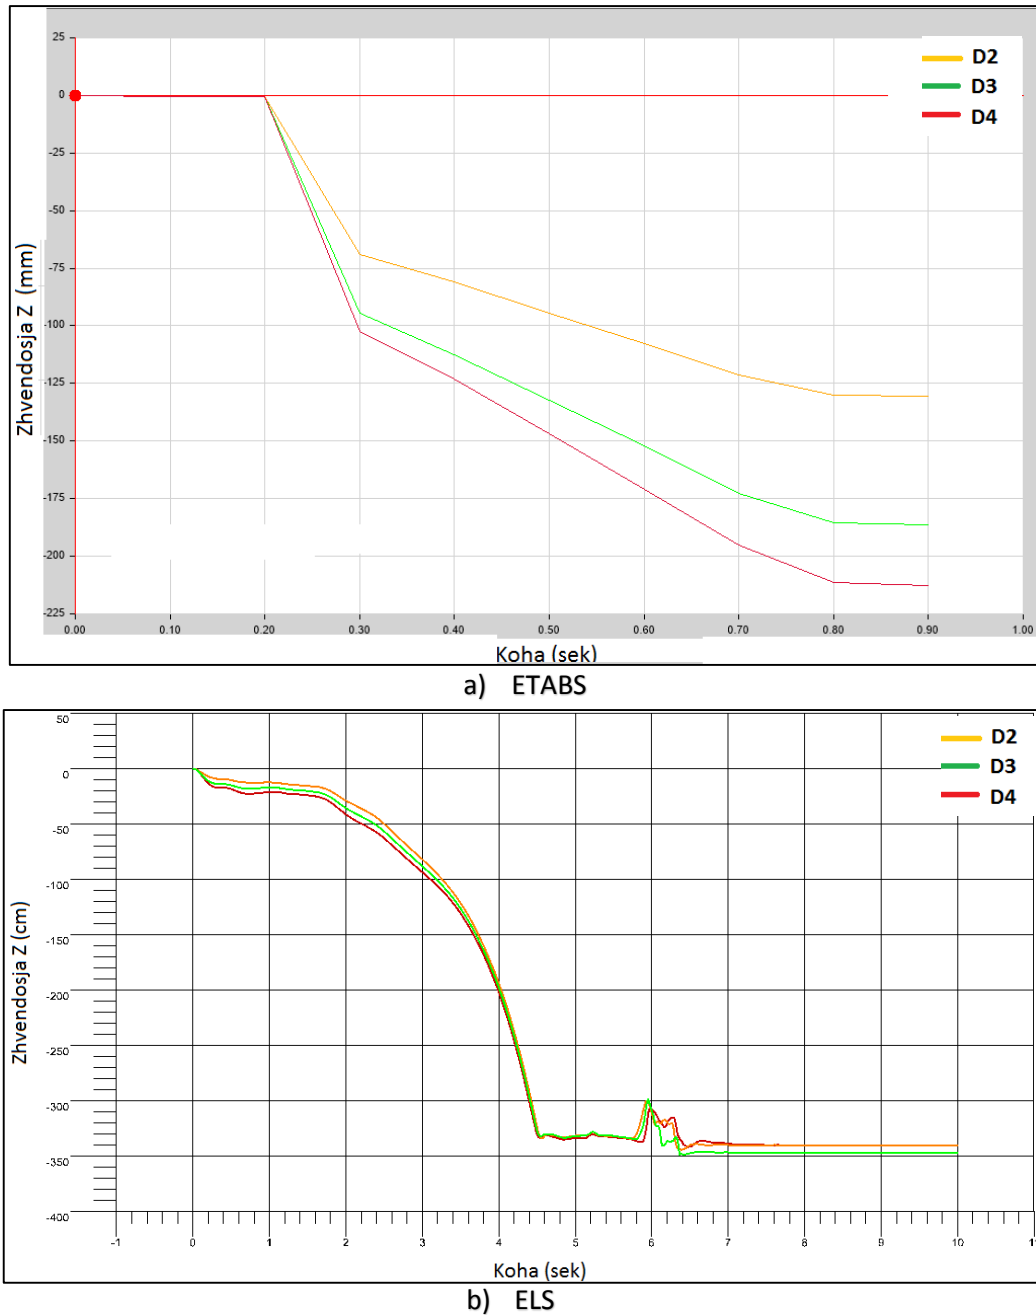 25
0
-25
-50
-75
-100
-125
-150
-175
-200
-225
Zhvendosja Z (mm)
D2
D3
D4
0.00 0.10 0.20 0.30 0.40 0.50 0.60 0.70 0.80 0.90 1.00
Koha (sek)
a) ETABS
50
0
-50
-100
-150
-200
-250
-300
-350
-400
Zhvendosja Z (cm)
D2
D3
D4
-1 0 1 2 3 4 5 6 7 8 9 10 1
Koha (sek)
b) ELS